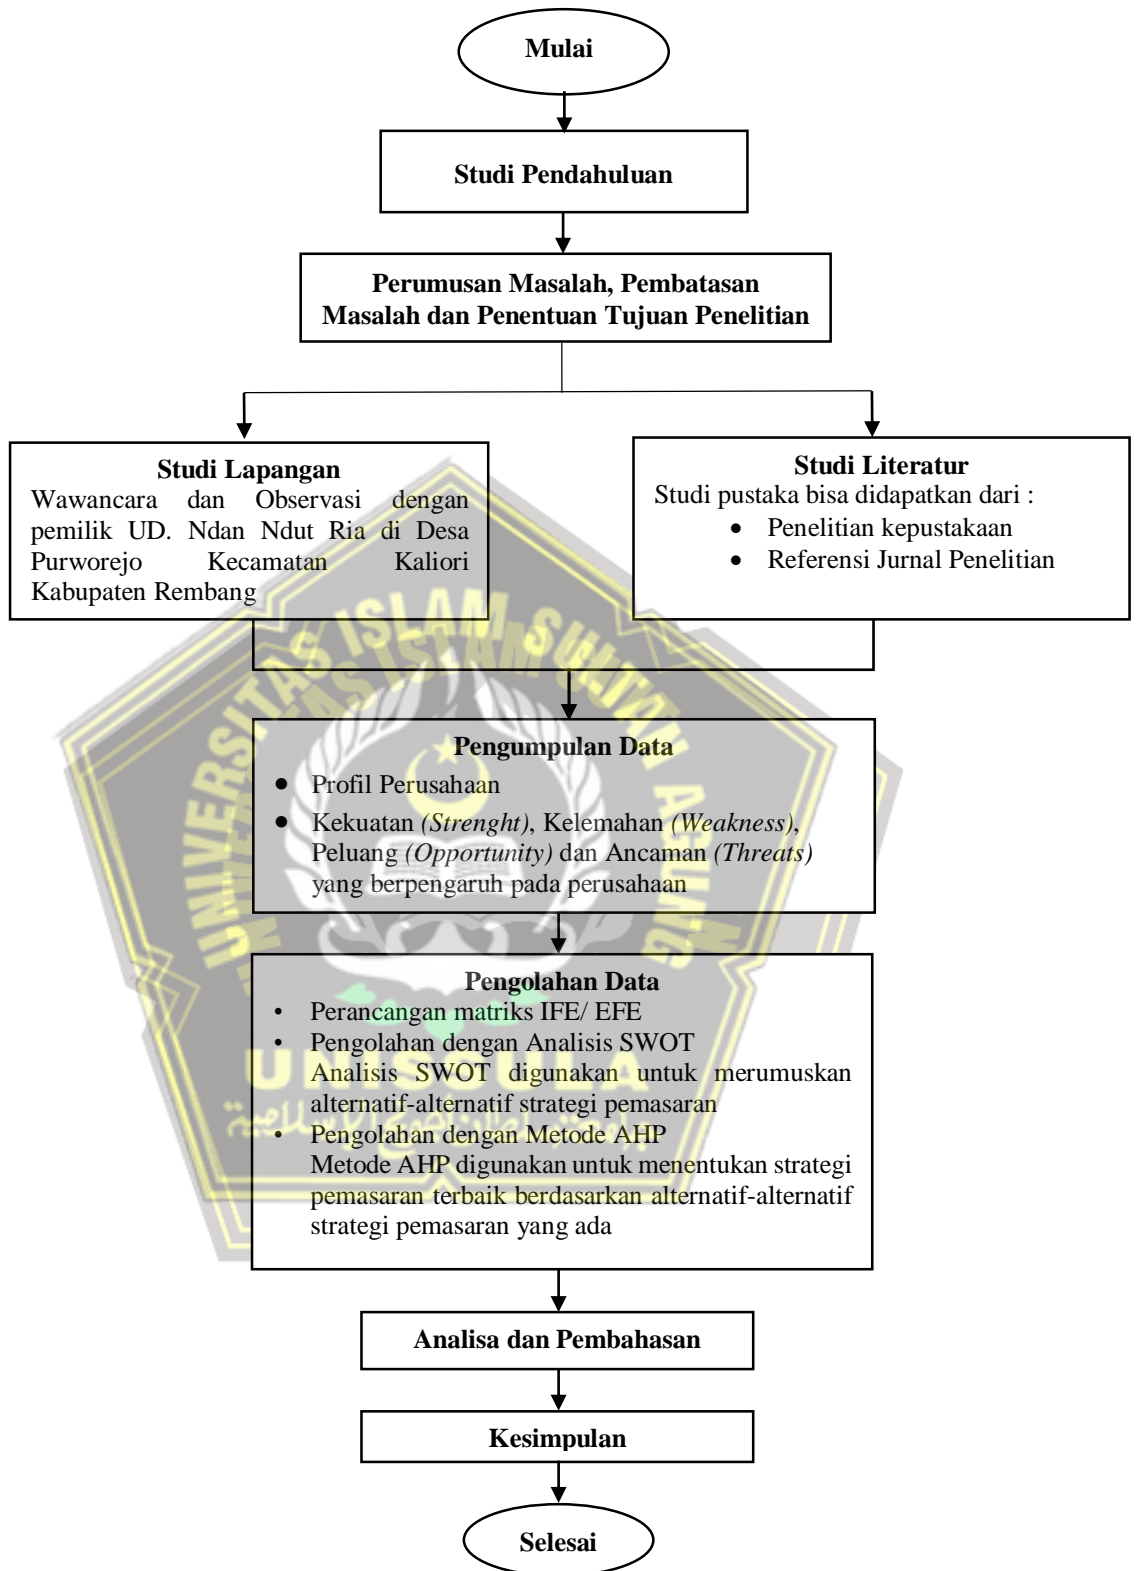 Mulai
Studi Pendahuluan
Perumusan Masalah, Pembatasan
Masalah dan Penentuan Tujuan Penelitian
Studi Lapangan
Wawancara dan Observasi dengan
pemilik UD. Ndan Ndut Ria di Desa
Purworejo Kecamatan Kaliori
Kabupaten Rembang
Studi Literatur
Studi pustaka bisa didapatkan dari :
• Penelitian kepustakaan
• Referensi Jurnal Penelitian
UNIVERSITAS ISLAM SULTAN AGUNG
Pengumpulan Data
• Profil Perusahaan
• Kekuatan (Strenght), Kelemahan (Weakness),
Peluang (Opportunity) dan Ancaman (Threats)
yang berpengaruh pada perusahaan
Pengolahan Data
• Perancangan matriks IFE/ EFE
• Pengolahan dengan Analisis SWOT
Analisis SWOT digunakan untuk merumuskan
alternatif-alternatif strategi pemasaran
• Pengolahan dengan Metode AHP
Metode AHP digunakan untuk menentukan strategi
pemasaran terbaik berdasarkan alternatif-alternatif
strategi pemasaran yang ada
UNISSULA
Analisa dan Pembahasan
Kesimpulan
Selesai